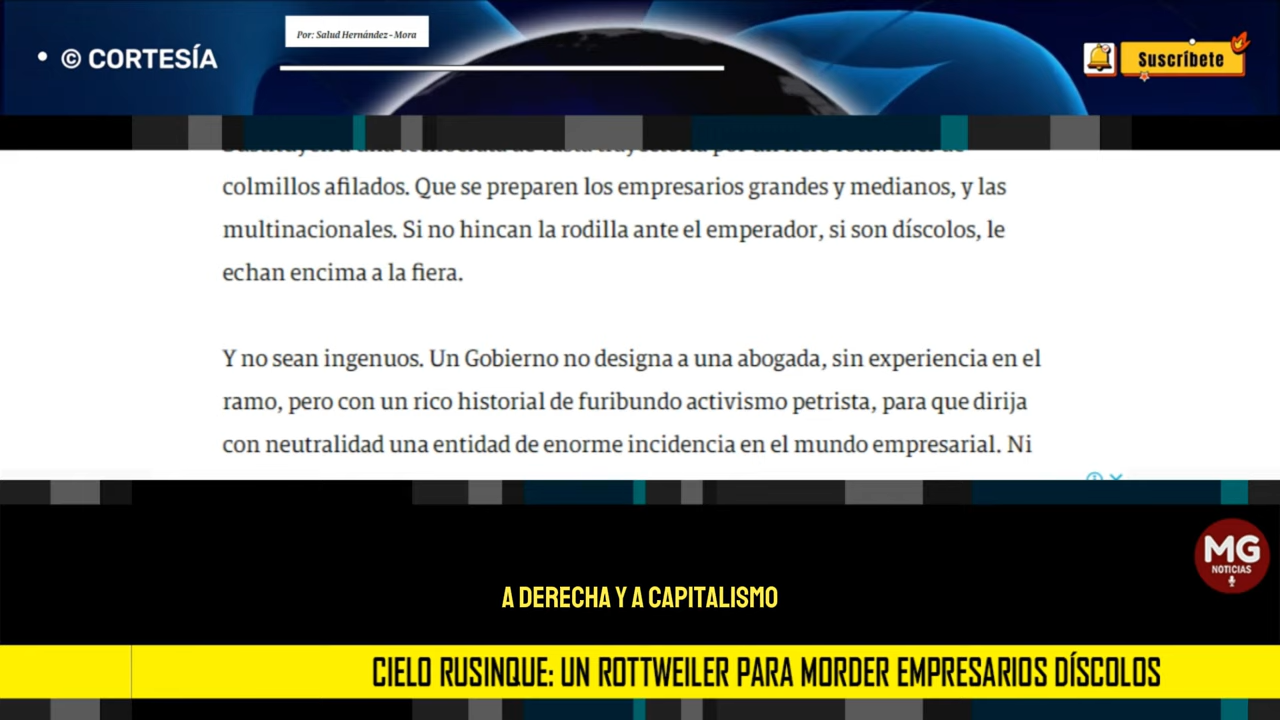 Por: Salud Hernández-Mora
• © CORTESÍA
Suscríbete
colmillos afilados. Que se preparen los empresarios grandes y medianos, y las
multinacionales. Si no hincan la rodilla ante el emperador, si son díscolos, le
echan encima a la fiera.
Y no sean ingenuos. Un Gobierno no designa a una abogada, sin experiencia en el
ramo, pero con un rico historial de furibundo activismo petrista, para que dirija
con neutralidad una entidad de enorme incidencia en el mundo empresarial. Ni
MG
NOTICIAS
A DERECHA Y A CAPITALISMO
CIELO RUSINQUE: UN ROTTWEILER PARA MORDER EMPRESARIOS DÍSCOLOS